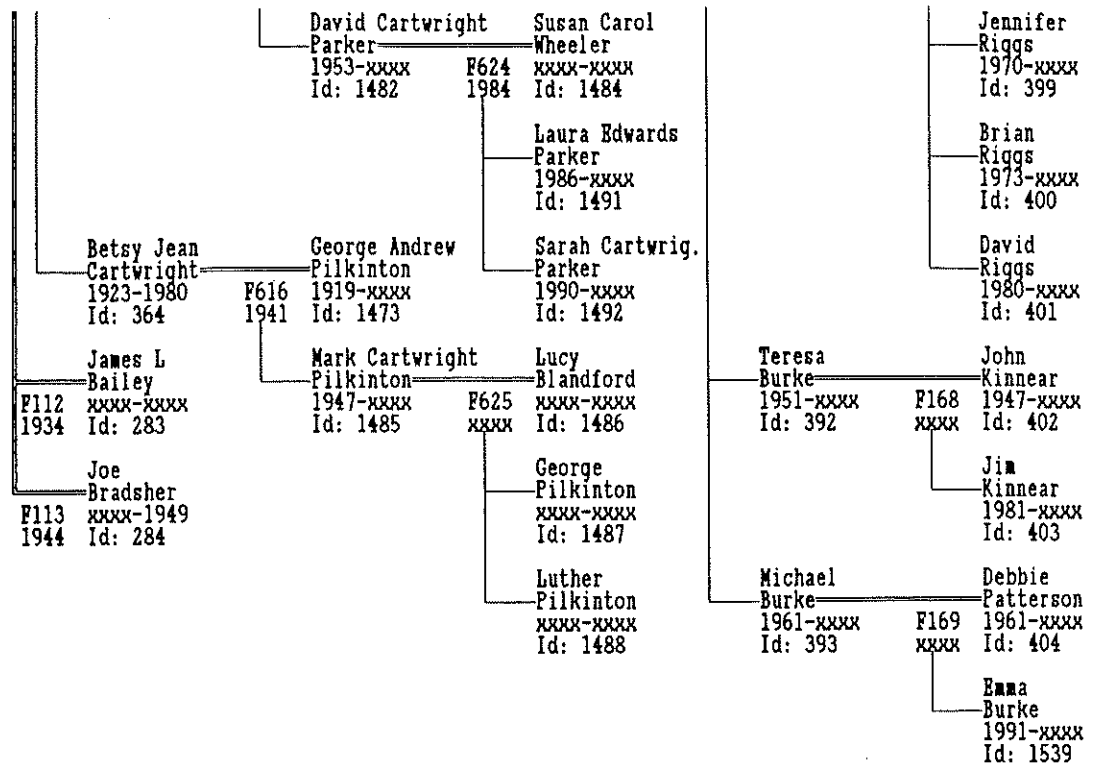 David Cartwright
Parker
1953-xxxx
Id: 1482
F624
1984
Susan Carol
Wheeler
xxxx-xxxx
Id: 1484
Laura Edwards
Parker
1986-xxxx
Id: 1491
Sarah Cartwrig.
Parker
1990-xxxx
Id: 1492
Betsy Jean
Cartwright
1923-1980
Id: 364
F616
1941
George Andrew
Pilkinton
1919-xxxx
Id: 1473
Mark Cartwright
Pilkinton
1947-xxxx
Id: 1485
F625
xxxx
Lucy
Blandford
xxxx-xxxx
Id: 1486
George
Pilkinton
xxxx-xxxx
Id: 1487
Luther
Pilkinton
xxxx-xxxx
Id: 1488
James L
Bailey
F112 xxxx-xxxx
1934 Id: 283
Joe
Bradsher
F113 xxxx-1949
1944 Id: 284
Jennifer
Riggs
1970-xxxx
Id: 399
Brian
Riggs
1973-xxxx
Id: 400
David
Riggs
1980-xxxx
Id: 401
Teresa
Burke
1951-xxxx
Id: 392
F168
xxxx
John
Kinnear
1947-xxxx
Id: 402
Jim
Kinnear
1981-xxxx
Id: 403
Michael
Burke
1961-xxxx
Id: 393
F169
xxxx
Debbie
Patterson
1961-xxxx
Id: 404
Emma
Burke
1991-xxxx
Id: 1539